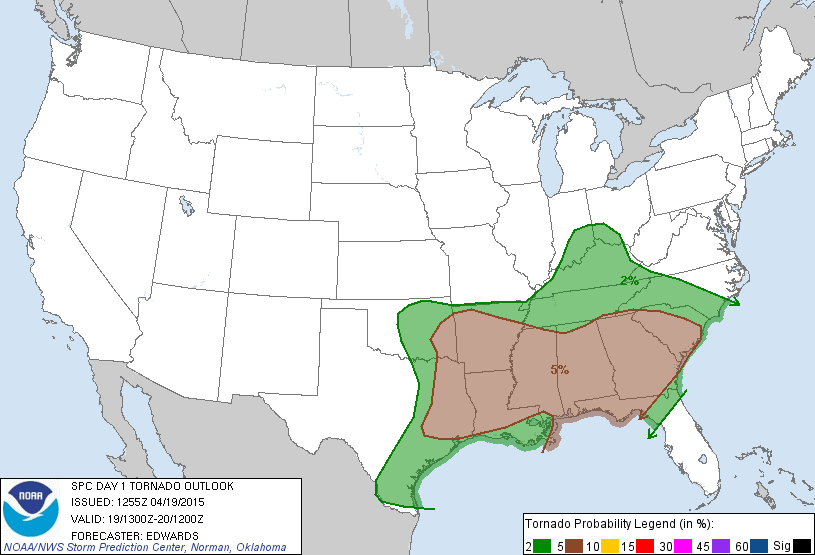 2%
5%
NOAA
SPC DAY 1 TORNADO OUTLOOK
ISSUED: 1255Z 04/19/2015
VALID: 19/1300Z-20/1200Z
FORECASTER: EDWARDS
NOAA/NWS Storm Prediction Center, Norman, Oklahoma
Tornado Probability Legend (in %):
2 5 10 15 30 45 60 Sig